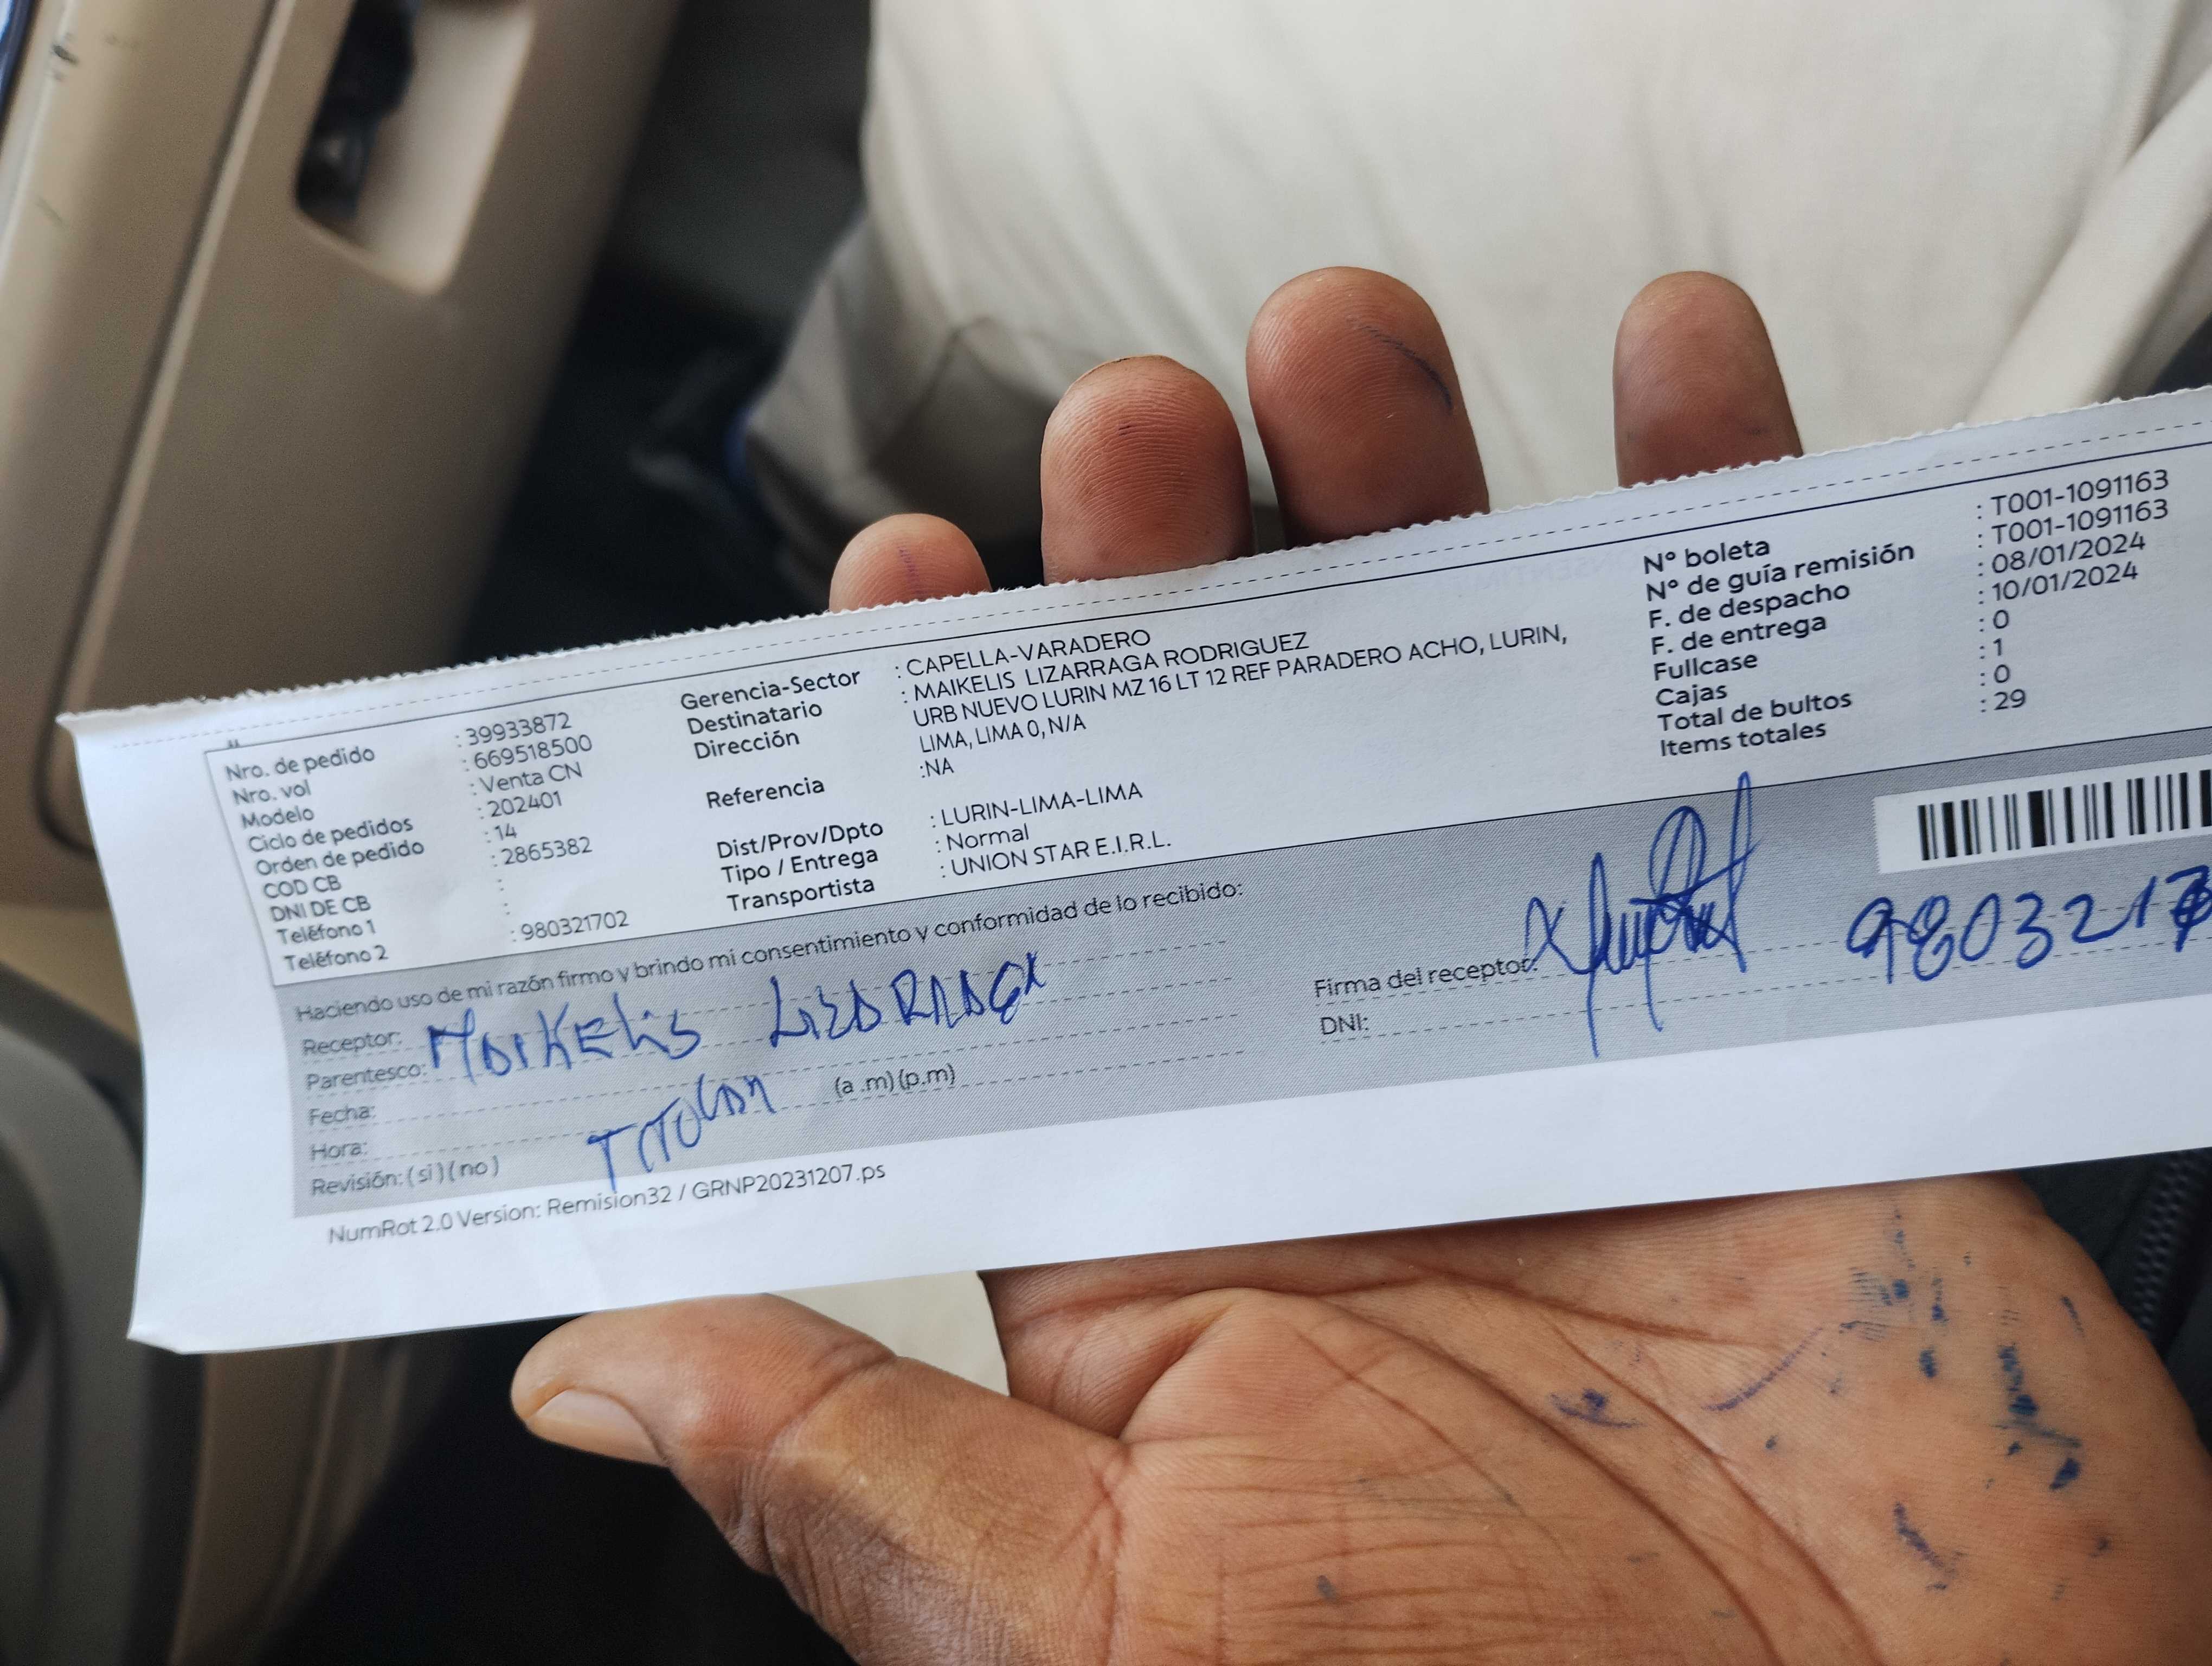 Nro. de pedido : 39933872
Nro. vol : 669518500
Modelo : Venta CN
Ciclo de pedidos : 202401
Orden de pedido : 14
COD CB : 2865382
DNI DE CB :
Teléfono 1 :
Teléfono 2 : 980321702
Gerencia-Sector : CAPELLA-VARADERO
Destinatario : MAIKELIS LIZARRAGA RODRIGUEZ
Dirección URB NUEVO LURIN MZ 16 LT 12 REF PARADERO ACHO, LURIN,
LIMA, LIMA 0, N/A
Referencia :NA
Dist/Prov/Dpto : LURIN-LIMA-LIMA
Tipo / Entrega : Normal
Transportista : UNION STAR E.I.R.L.
N° boleta : T001-1091163
N° de guía remisión : T001-1091163
F. de despacho : 08/01/2024
F. de entrega : 10/01/2024
Fullcase : 0
Cajas : 1
Total de bultos : 0
Items totales : 29
Haciendo uso de mi razón firmo y brindo mi consentimiento y conformidad de lo recibido:
Receptor: MAIKELIS LIZARRAGA
Parentesco:
Fecha:
Hora: (a .m) (p.m)
Revisión: ( si ) ( no )
Firma del receptor:
DNI: 9803217
NumRot 2.0 Version: Remision32 / GRNP20231207.ps